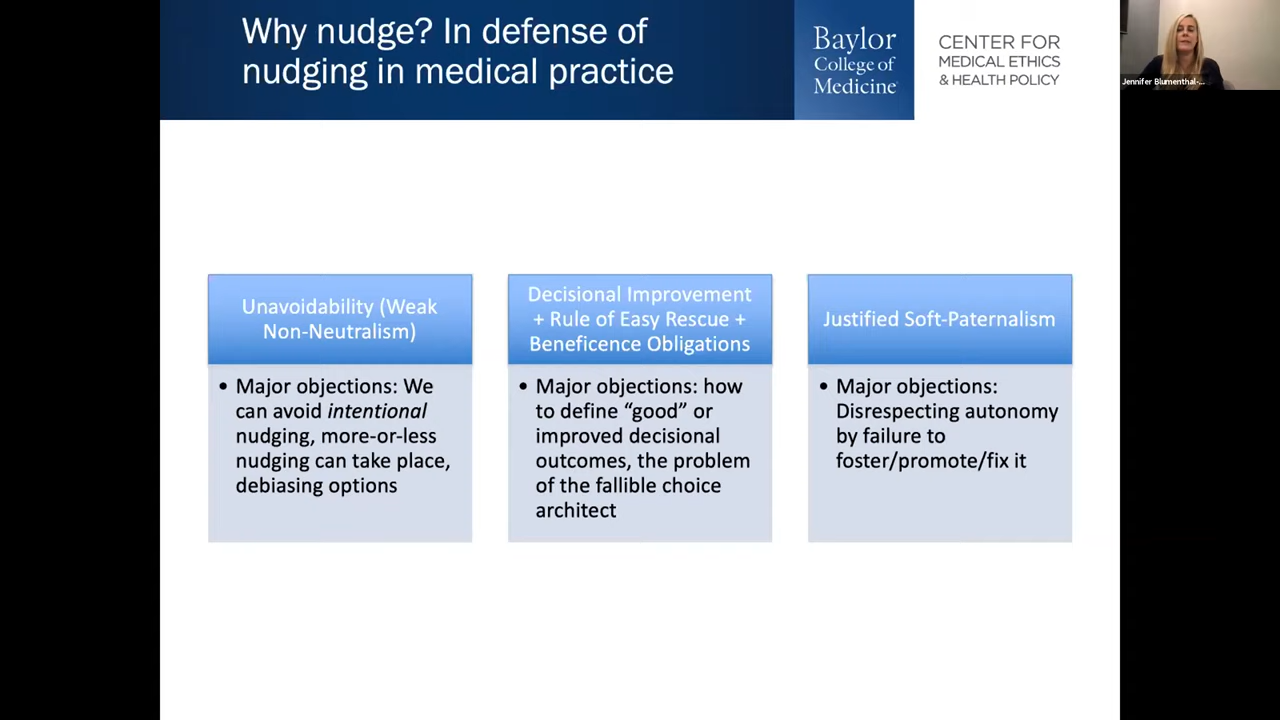 Why nudge? In defense of
nudging in medical practice
Baylor
College of
Medicine
CENTER FOR
MEDICAL ETHICS
& HEALTH POLICY
Jennifer Blumenthal-...
Unavoidability (Weak
Non-Neutralism)
• Major objections: We
can avoid intentional
nudging, more-or-less
nudging can take place,
debiasing options
Decisional Improvement
+ Rule of Easy Rescue +
Beneficence Obligations
• Major objections: how
to define “good” or
improved decisional
outcomes, the problem
of the fallible choice
architect
Justified Soft-Paternalism
• Major objections:
Disrespecting autonomy
by failure to
foster/promote/fix it